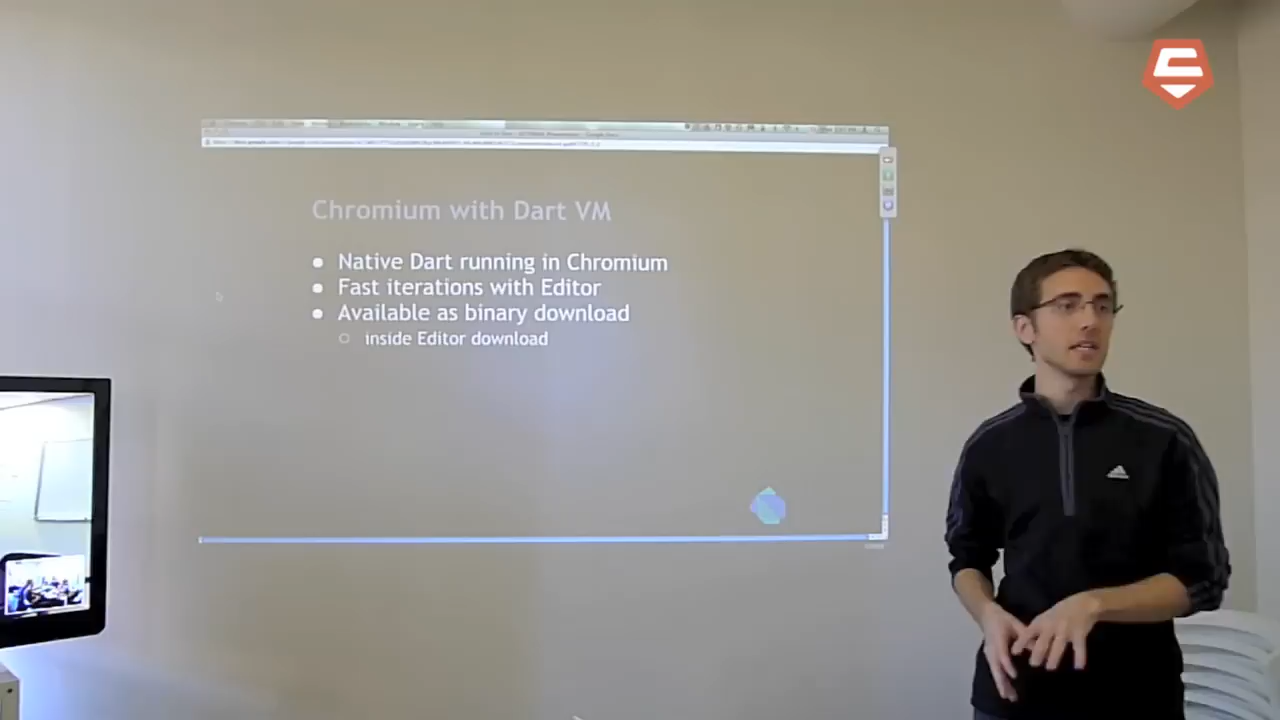 Chromium with Dart VM
● Native Dart running in Chromium
● Fast iterations with Editor
● Available as binary download
○ inside Editor download
adidas